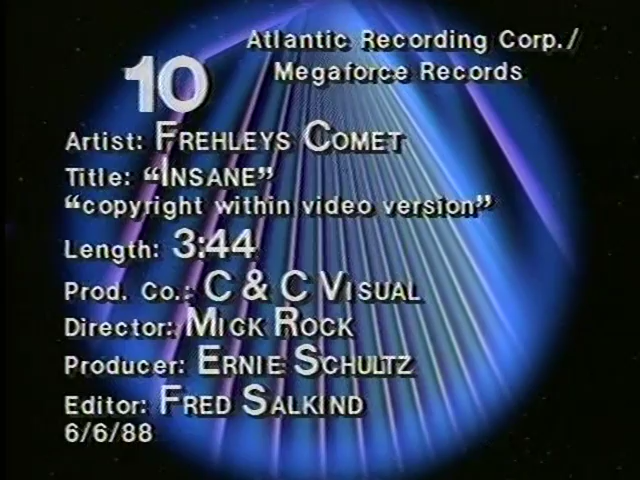 Atlantic Recording Corp./
Megaforce Records
10
Artist: FREHLEYS COMET
Title: “INSANE”
“copyright within video version”
Length: 3:44
Prod. Co.: C & C VISUAL
Director: MICK ROCK
Producer: ERNIE SCHULTZ
Editor: FRED SALKIND
6/6/88